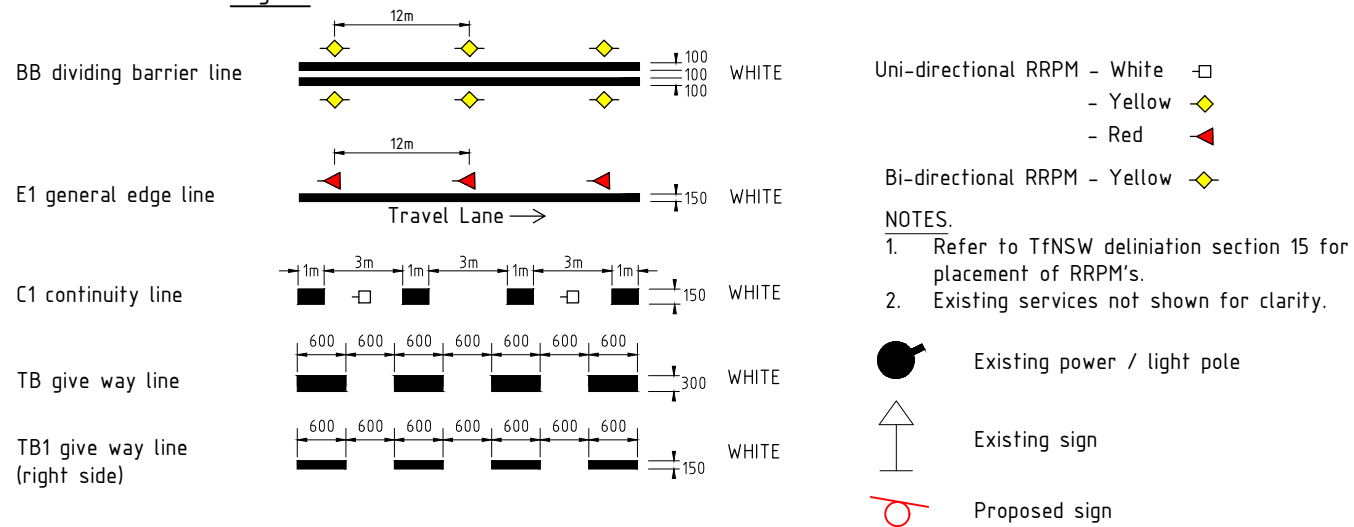 12m
BB dividing barrier line
100
100
100
WHITE
12m
E1 general edge line
150
WHITE
Travel Lane
1m 3m 1m 3m 1m 3m 1m
C1 continuity line
150
WHITE
600 600 600 600 600 600 600
TB give way line
300
WHITE
600 600 600 600 600 600 600
TB1 give way line
(right side)
150
WHITE
Uni-directional RRPM - White
- Yellow
- Red
Bi-directional RRPM - Yellow
NOTES.
1. Refer to TfNSW deliniation section 15 for
placement of RRPM's.
2. Existing services not shown for clarity.
Existing power / light pole
Existing sign
Proposed sign